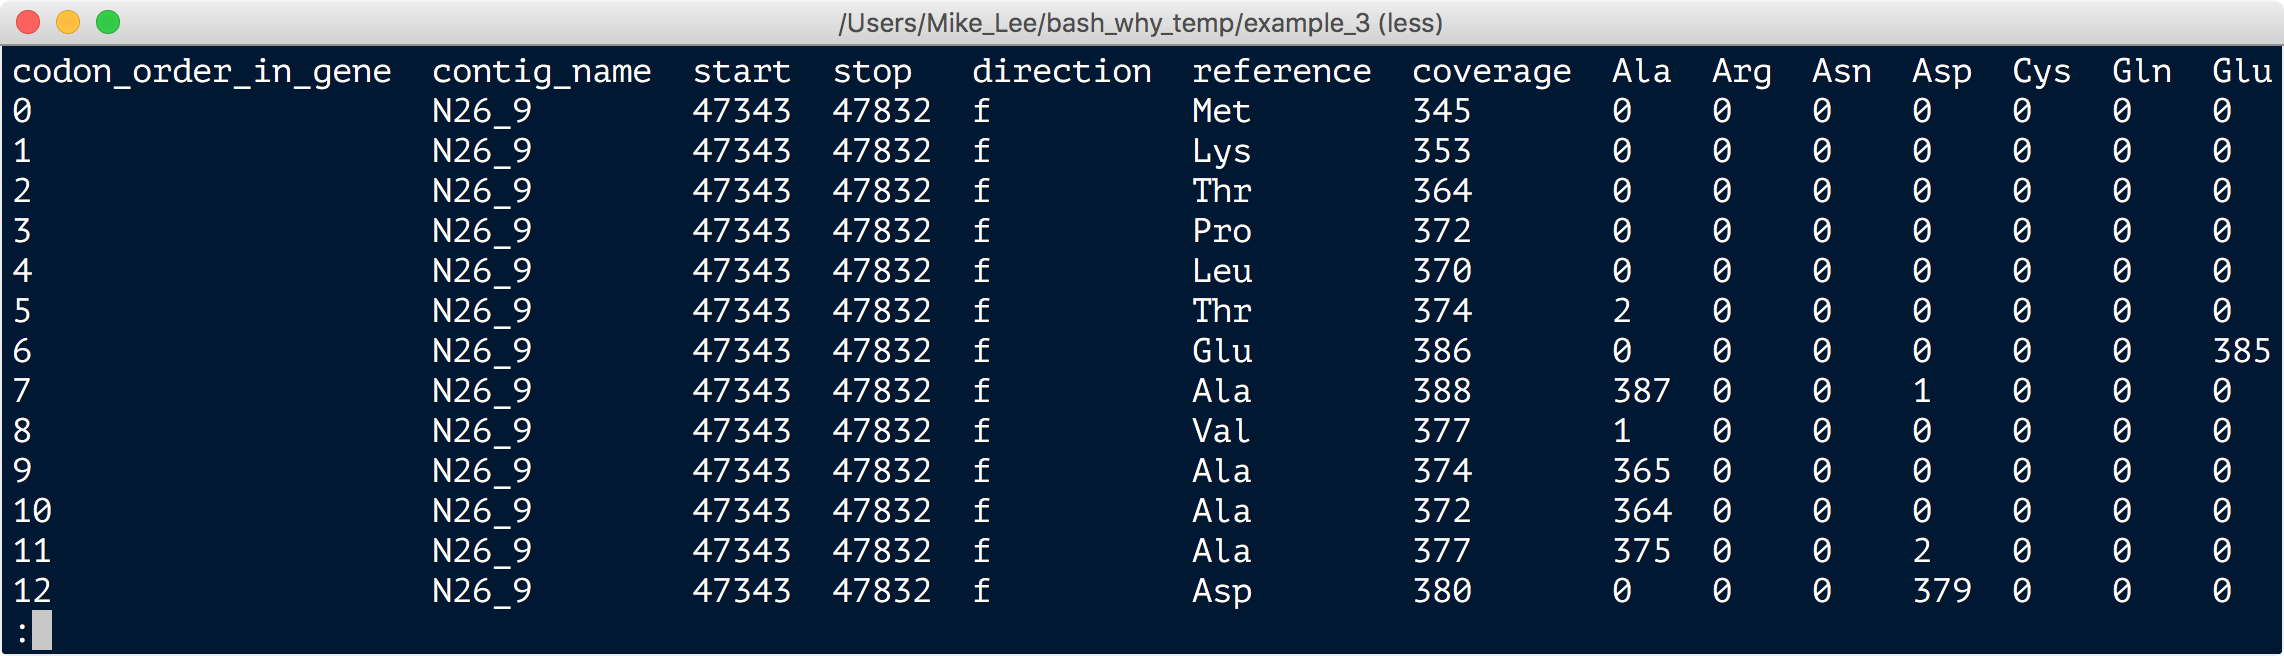 /Users/Mike_Lee/bash_why_temp/example_3 (less)
codon_order_in_gene contig_name start stop direction reference coverage Ala Arg Asn Asp Cys Gln Glu
0 N26_9 47343 47832 f Met 345 0 0 0 0 0 0 0
1 N26_9 47343 47832 f Lys 353 0 0 0 0 0 0 0
2 N26_9 47343 47832 f Thr 364 0 0 0 0 0 0 0
3 N26_9 47343 47832 f Pro 372 0 0 0 0 0 0 0
4 N26_9 47343 47832 f Leu 370 0 0 0 0 0 0 0
5 N26_9 47343 47832 f Thr 374 2 0 0 0 0 0 0
6 N26_9 47343 47832 f Glu 386 0 0 0 0 0 0 385
7 N26_9 47343 47832 f Ala 388 387 0 0 1 0 0 0
8 N26_9 47343 47832 f Val 377 1 0 0 0 0 0 0
9 N26_9 47343 47832 f Ala 374 365 0 0 0 0 0 0
10 N26_9 47343 47832 f Ala 372 364 0 0 0 0 0 0
11 N26_9 47343 47832 f Ala 377 375 0 0 2 0 0 0
12 N26_9 47343 47832 f Asp 380 0 0 0 379 0 0 0
: